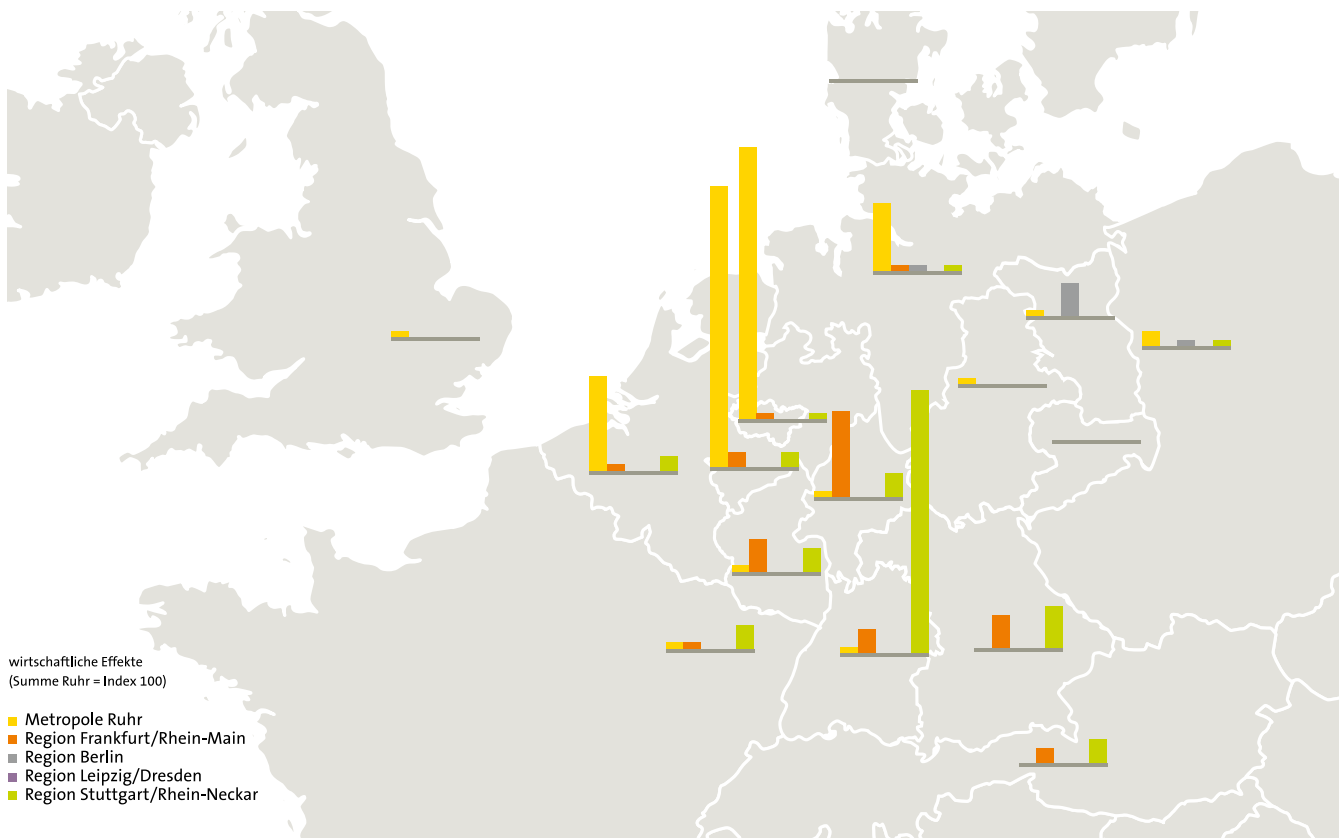 wirtschaftliche Effekte
(Summe Ruhr = Index 100)
Metropole Ruhr
Region Frankfurt/Rhein-Main
Region Berlin
Region Leipzig/Dresden
Region Stuttgart/Rhein-Neckar